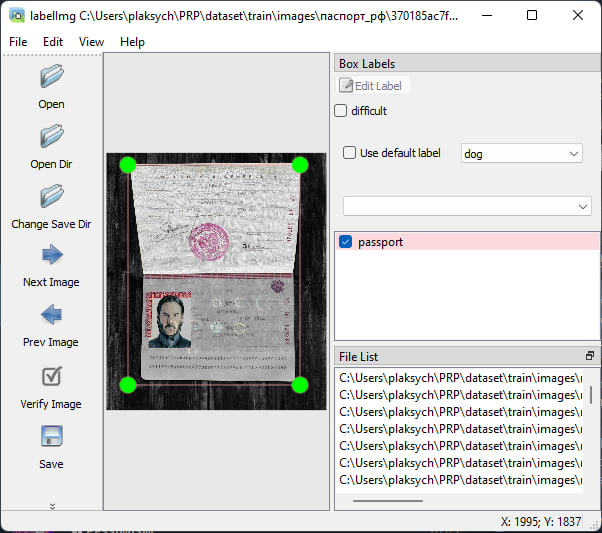 labelImg C:\Users\plaksych\PRP\dataset\train\images\паспорт_рф\370185ac7f...
File Edit View Help
Open
Open Dir
Change Save Dir
Next Image
Prev Image
Verify Image
Save
Box Labels
Edit Label
difficult
Use default label dog
passport
File List
C:\Users\plaksych\PRP\dataset\train\images\
C:\Users\plaksych\PRP\dataset\train\images\
C:\Users\plaksych\PRP\dataset\train\images\
C:\Users\plaksych\PRP\dataset\train\images\
C:\Users\plaksych\PRP\dataset\train\images\
C:\Users\plaksych\PRP\dataset\train\images\
C:\Users\plaksych\PRP\dataset\train\images\
X: 1995; Y: 1837